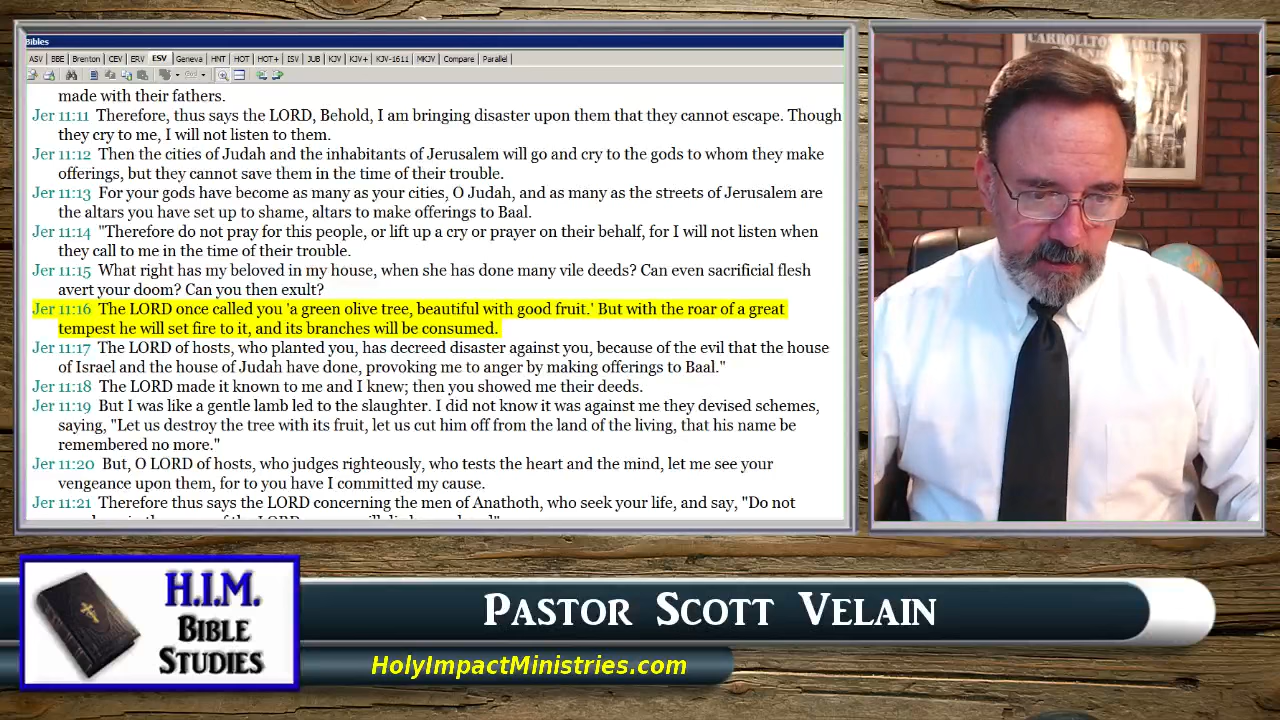 Bibles
ASV BBE Brenton CEV ERV ESV Geneva HNT HOT HOT+ ISV JUB KJV KJV+ KJV-1611 MKJV Compare Parallel
made with their fathers.
Jer 11:11 Therefore, thus says the LORD, Behold, I am bringing disaster upon them that they cannot escape. Though
they cry to me, I will not listen to them.
Jer 11:12 Then the cities of Judah and the inhabitants of Jerusalem will go and cry to the gods to whom they make
offerings, but they cannot save them in the time of their trouble.
Jer 11:13 For your gods have become as many as your cities, O Judah, and as many as the streets of Jerusalem are
the altars you have set up to shame, altars to make offerings to Baal.
Jer 11:14 "Therefore do not pray for this people, or lift up a cry or prayer on their behalf, for I will not listen when
they call to me in the time of their trouble.
Jer 11:15 What right has my beloved in my house, when she has done many vile deeds? Can even sacrificial flesh
avert your doom? Can you then exult?
Jer 11:16 The LORD once called you 'a green olive tree, beautiful with good fruit.' But with the roar of a great
tempest he will set fire to it, and its branches will be consumed.
Jer 11:17 The LORD of hosts, who planted you, has decreed disaster against you, because of the evil that the house
of Israel and the house of Judah have done, provoking me to anger by making offerings to Baal."
Jer 11:18 The LORD made it known to me and I knew; then you showed me their deeds.
Jer 11:19 But I was like a gentle lamb led to the slaughter. I did not know it was against me they devised schemes,
saying, "Let us destroy the tree with its fruit, let us cut him off from the land of the living, that his name be
remembered no more."
Jer 11:20 But, O LORD of hosts, who judges righteously, who tests the heart and the mind, let me see your
vengeance upon them, for to you have I committed my cause.
Jer 11:21 Therefore thus says the LORD concerning the men of Anathoth, who seek your life, and say, "Do not
CARROLLTON WARRIORS
H.I.M.
BIBLE
STUDIES
PASTOR SCOTT VELAIN
HolyImpactMinistries.com